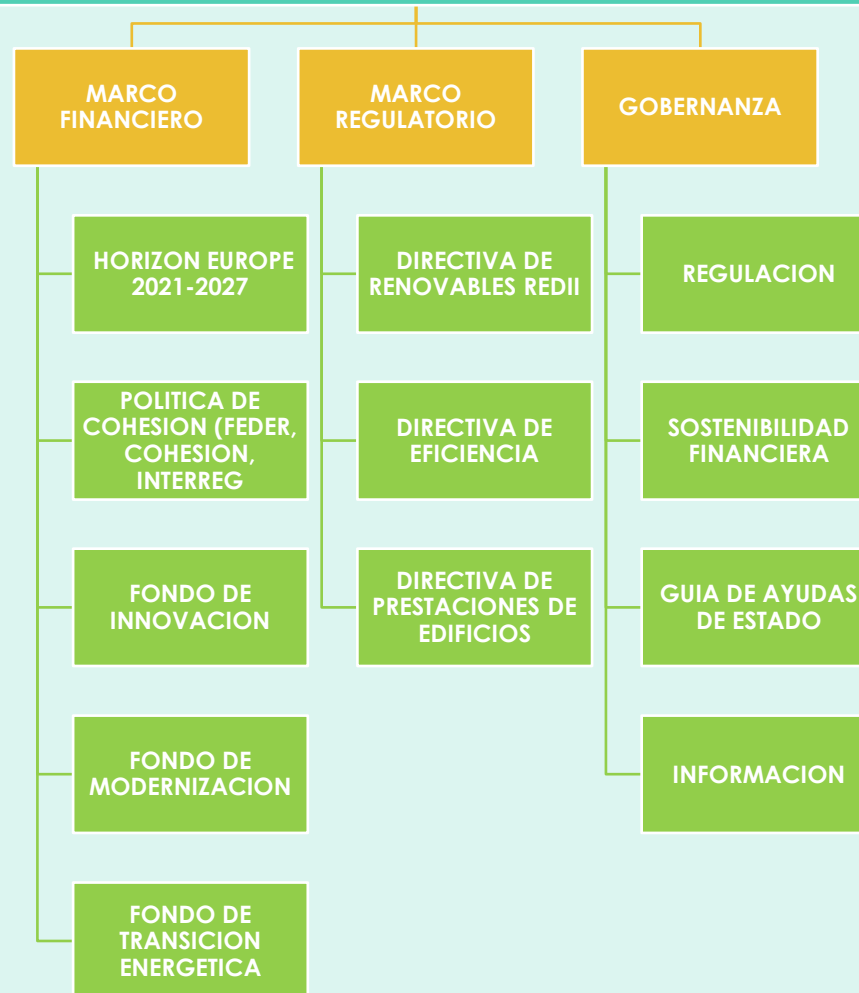 MARCO
FINANCIERO
HORIZON EUROPE
2021-2027
POLITICA DE
COHESION (FEDER,
COHESION,
INTERREG
FONDO DE
INNOVACION
FONDO DE
MODERNIZACION
FONDO DE
TRANSICION
ENERGETICA
MARCO
REGULATORIO
DIRECTIVA DE
RENOVABLES REDII
DIRECTIVA DE
EFICIENCIA
DIRECTIVA DE
PRESTACIONES DE
EDIFICIOS
GOBERNANZA
REGULACION
SOSTENIBILIDAD
FINANCIERA
GUIA DE AYUDAS
DE ESTADO
INFORMACION